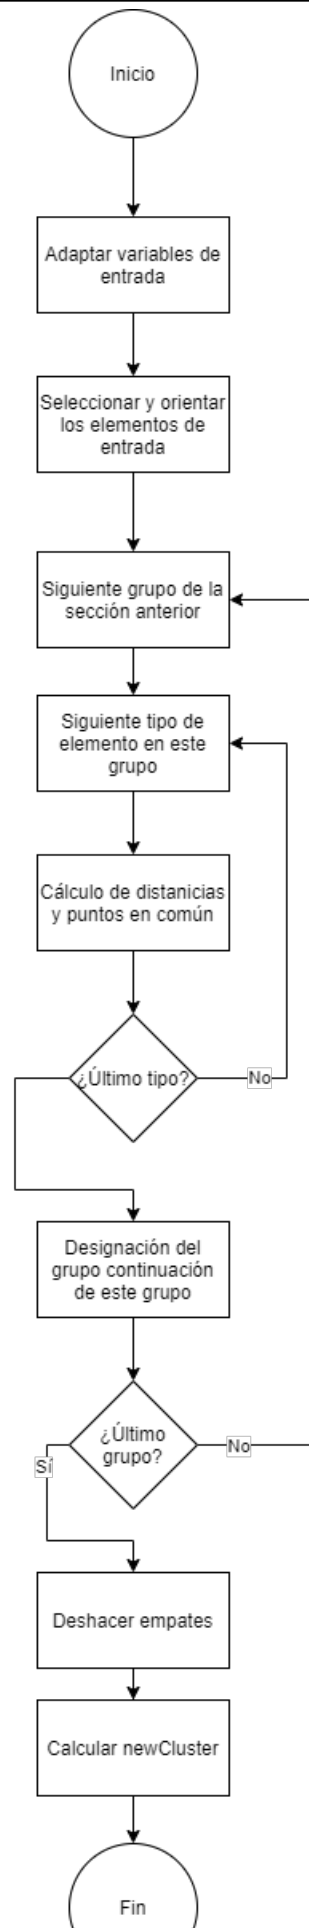 Inicio
Adaptar variables de
entrada
Seleccionar y orientar
los elementos de
entrada
Siguiente grupo de la
sección anterior
Siguiente tipo de
elemento en este
grupo
Cálculo de distanicias
y puntos en común
¿Último tipo?
No
Designación del
grupo continuación
de este grupo
¿Último
grupo?
No
Sí
Deshacer empates
Calcular newCluster
Fin